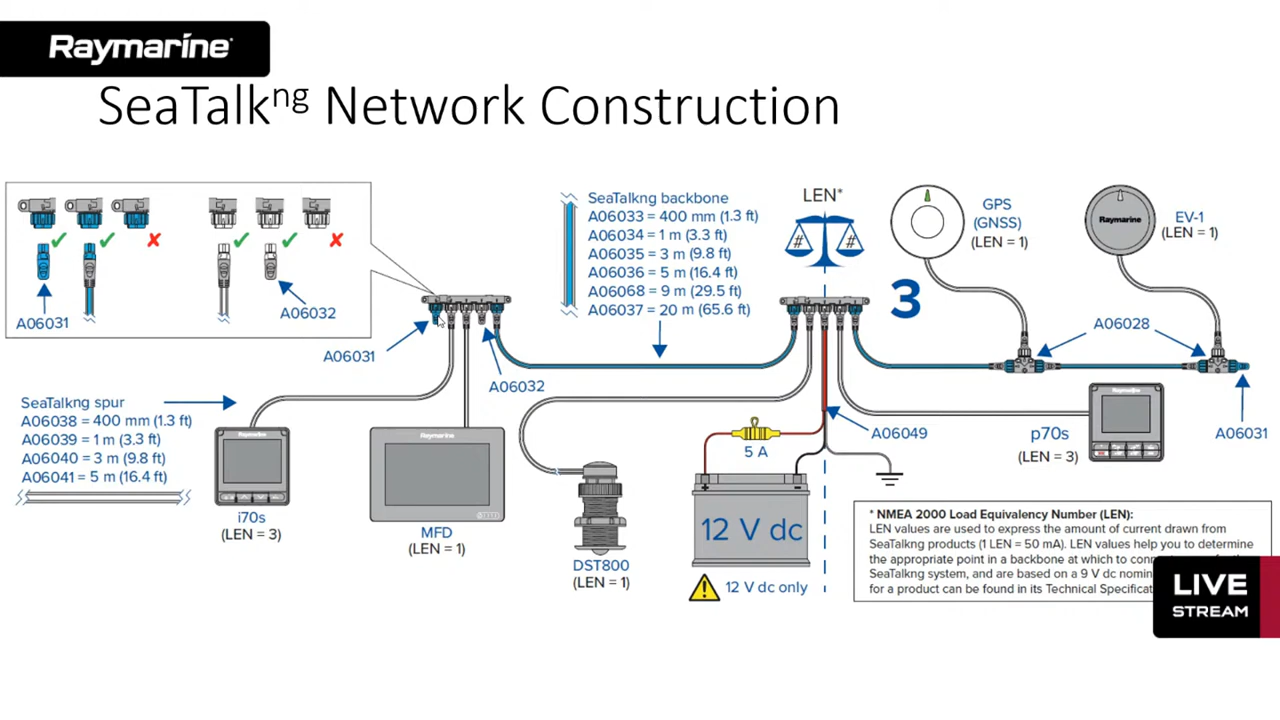 Raymarine
SeaTalkng Network Construction
A06031
A06032
SeaTalkng backbone
A06033 = 400 mm (1.3 ft)
A06034 = 1 m (3.3 ft)
A06035 = 3 m (9.8 ft)
A06036 = 5 m (16.4 ft)
A06068 = 9 m (29.5 ft)
A06037 = 20 m (65.6 ft)
LEN*
#
#
3
GPS
(GNSS)
(LEN = 1)
Raymarine
EV-1
(LEN = 1)
A06028
A06031
A06032
SeaTalkng spur
A06038 = 400 mm (1.3 ft)
A06039 = 1 m (3.3 ft)
A06040 = 3 m (9.8 ft)
A06041 = 5 m (16.4 ft)
Raymarine
i70s
(LEN = 3)
Raymarine
MFD
(LEN = 1)
DST800
(LEN = 1)
5 A
A06049
+
-
12 V dc
12 V dc only
Raymarine
p70s
(LEN = 3)
A06031
* NMEA 2000 Load Equivalency Number (LEN):
LEN values are used to express the amount of current drawn from
SeaTalkng products (1 LEN = 50 mA). LEN values help you to determine
the appropriate point in a backbone at which to
SeaTalkng system, and are based on a 9 V dc
for a product can be found in its Technical
LIVE
STREAM